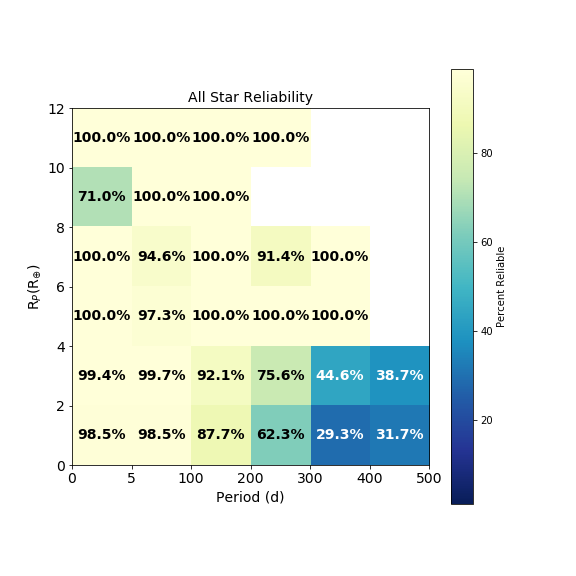 All Star Reliability
12
10
8
6
4
2
0
R_P(R_⊕)
100.0% 100.0% 100.0% 100.0%
71.0% 100.0% 100.0%
100.0% 94.6% 100.0% 91.4% 100.0%
100.0% 97.3% 100.0% 100.0% 100.0%
99.4% 99.7% 92.1% 75.6% 44.6% 38.7%
98.5% 98.5% 87.7% 62.3% 29.3% 31.7%
0 5 100 200 300 400 500
Period (d)
80
60
40
20
Percent Reliable